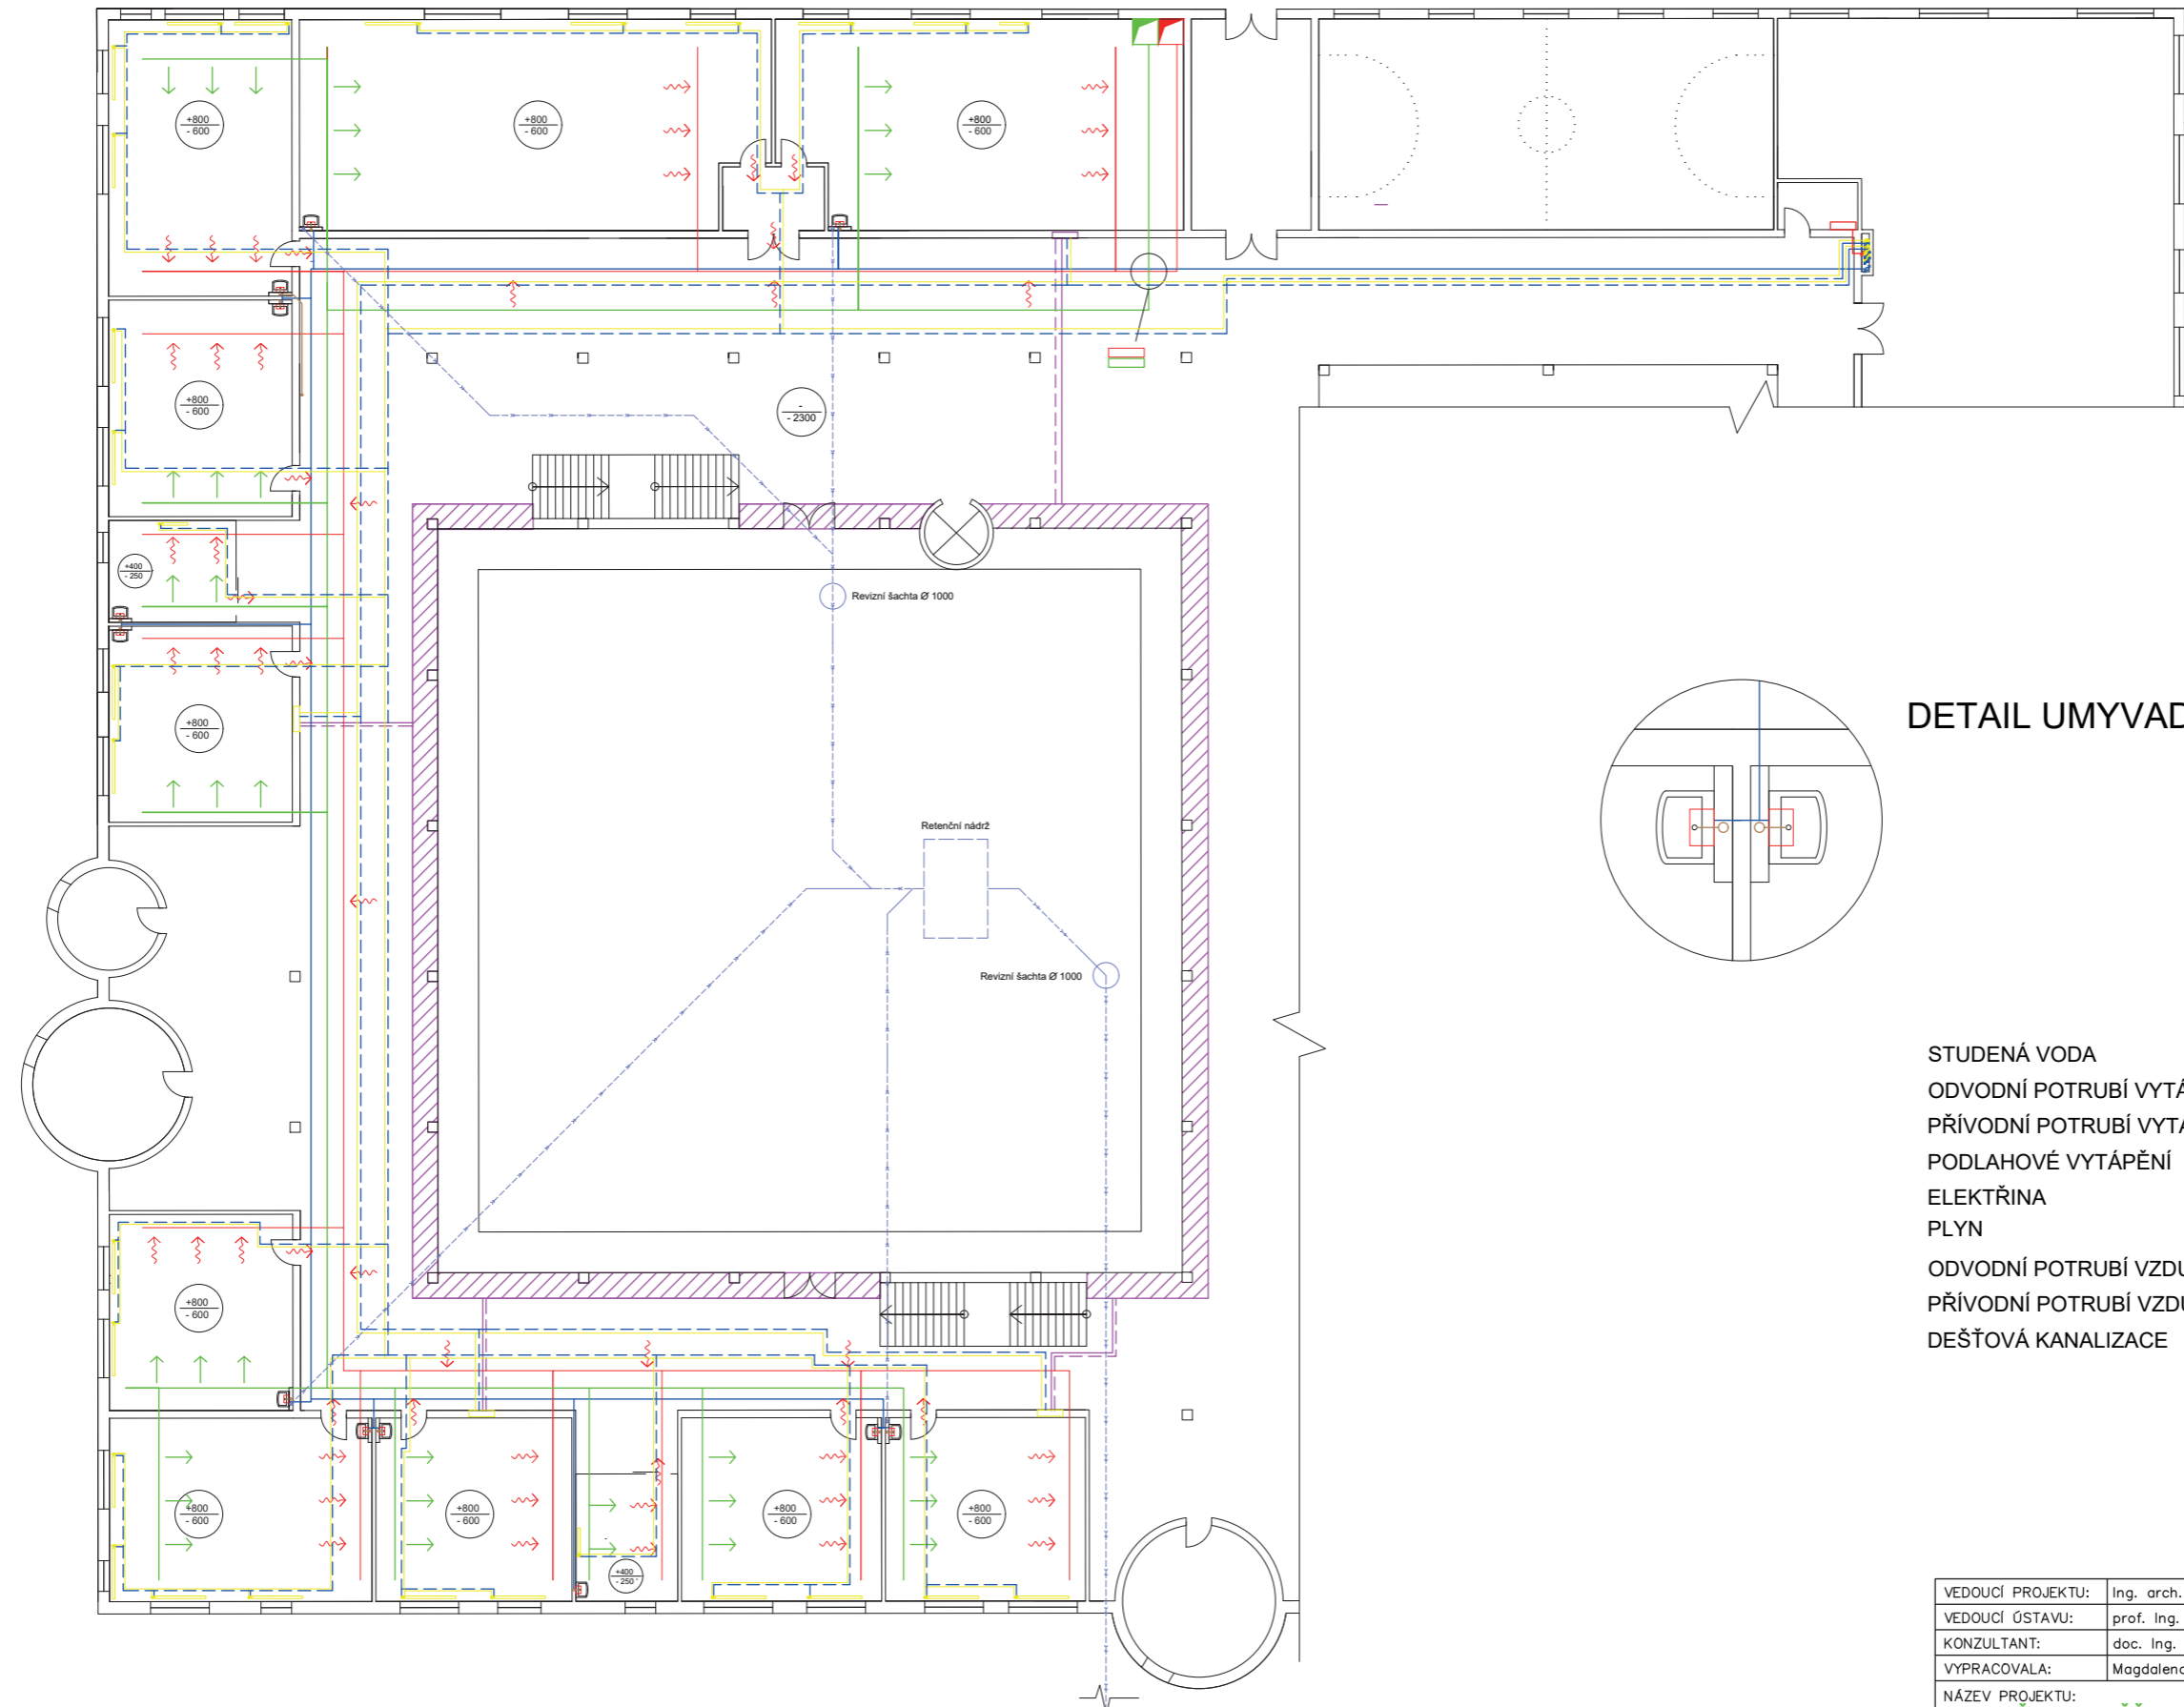 +800
- 600
+800
- 600
+800
- 600
+800
- 600
-
- 2300
+400
- 250
Revizní šachta Ø 1000
+800
- 600
DETAIL UMYVAD
Retenční nádrž
Revizní šachta Ø 1000
STUDENÁ VODA
ODVODNÍ POTRUBÍ VYTÁ
PŘÍVODNÍ POTRUBÍ VYTÁ
PODLAHOVÉ VYTÁPĚNÍ
ELEKTŘINA
PLYN
ODVODNÍ POTRUBÍ VZDU
PŘÍVODNÍ POTRUBÍ VZDU
DEŠŤOVÁ KANALIZACE
+800
- 600
+800
- 600
+800
- 600
+400
- 250
+800
- 600
+800
- 600
VEDOUCÍ PROJEKTU: Ing. arch.
VEDOUCÍ ÚSTAVU: prof. Ing.
KONZULTANT: doc. Ing.
VYPRACOVALA: Magdalena
NÁZEV PROJEKTU: